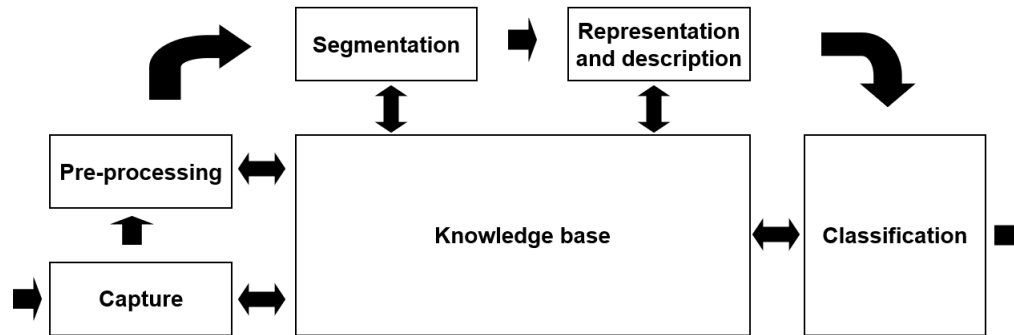 Segmentation
Representation
and description
Pre-processing
Knowledge base
Classification
Capture